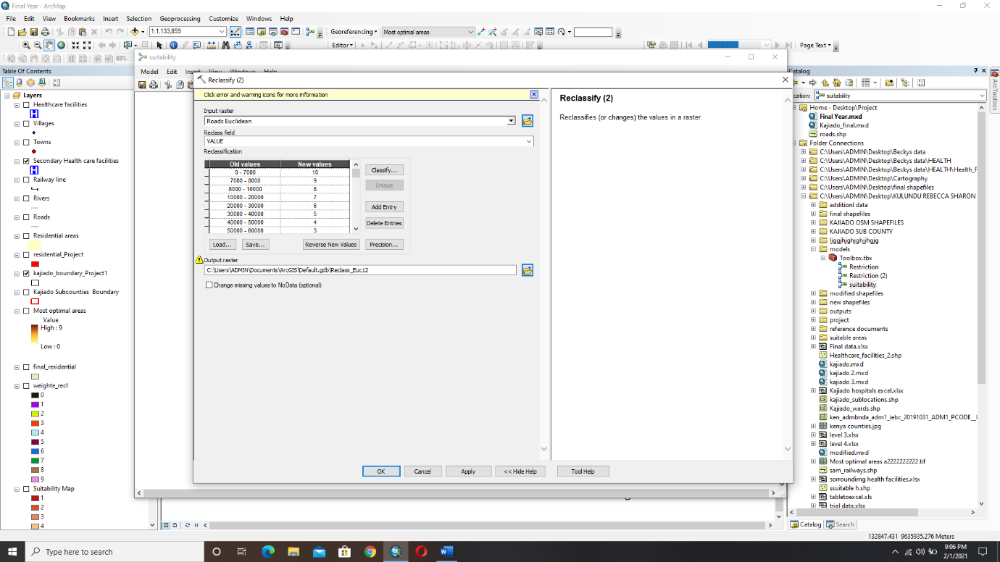 Final Year - ArcMap
File Edit View Bookmarks Insert Selection Geoprocessing Customize Windows Help
1:1,133,859 Georeferencing Most optimal areas
Editor Page Text
69%
Table Of Contents
Layers
Healthcare facilities
H
Villages
Towns
Secondary Health care facilities
H
Railway line
Rivers
Roads
Residential areas
residential_Project
kajiado_boundary_Project1
Kajiado Subcounties Boundary
Most optimal areas
Value
High : 9
Low : 0
final_residential
weighte_recl
0
1
2
3
4
5
6
7
8
9
Suitability Map
1
2
3
4
suitability
Model Edit Insert View Windows Help
Reclassify (2)
Click error and warning icons for more information
Input raster
Roads Euclidean
Reclass field
VALUE
Reclassification
Old values New values
0 - 7000 10
7000 - 8000 9
8000 - 10000 8
10000 - 20000 7
20000 - 30000 6
30000 - 40000 5
40000 - 50000 4
50000 - 60000 3
Classify...
Unique
Add Entry
Delete Entries
Load... Save... Reverse New Values Precision...
Output raster
C:\Users\ADMIN\Documents\ArcGIS\Default.gdb\Reclass_Euc12
Change missing values to NoData (optional)
OK Cancel Apply << Hide Help Tool Help
Reclassify (2)
Reclassifies (or changes) the values in a raster.
Catalog
cation: suitability
Home - Desktop\Project
Final Year.mxd
Kajiado_final.mxd
roads.shp
Folder Connections
C:\Users\ADMIN\Desktop\Beckys data
C:\Users\ADMIN\Desktop\Beckys data\HEALTH
C:\Users\ADMIN\Desktop\Beckys data\HEALTH\Health_F
C:\Users\ADMIN\Desktop\Cartography
C:\Users\ADMIN\Desktop\final shapefiles
C:\Users\ADMIN\Desktop\KULUNDU REBECCA SHARON
additionl data
final shapefiles
KAJIADO OSM SHAPEFILES
KAJIADO SUB COUNTY
models
Toolbox.tbx
Restriction
Restriction (2)
suitability
modified shapefiles
new shapefiles
outputs
project
reference documents
suitable areas
Final data.xlsx
Healthcare_facilities_2.shp
kajiado.mxd
kajiado 2.mxd
kajiado 3.mxd
Kajiado hospitals excel.xlsx
kajiado_sublocations.shp
Kajiado_wards.shp
ken_admbnda_adm1_iebc_20191031_ADM1_PCODE_
kenya counties.jpg
level 3.xlsx
level 4.xlsx
modified.mxd
Most optimal areas a2222222222.tif
sam_railways.shp
sorroundimg health facilities.xlsx
ssuitable h.shp
tabletoexcel.xls
trial data.xlsx
Catalog Search
ArcToolbox
132847.431 9635935.276 Meters
Type here to search
9:06 PM
2/1/2021